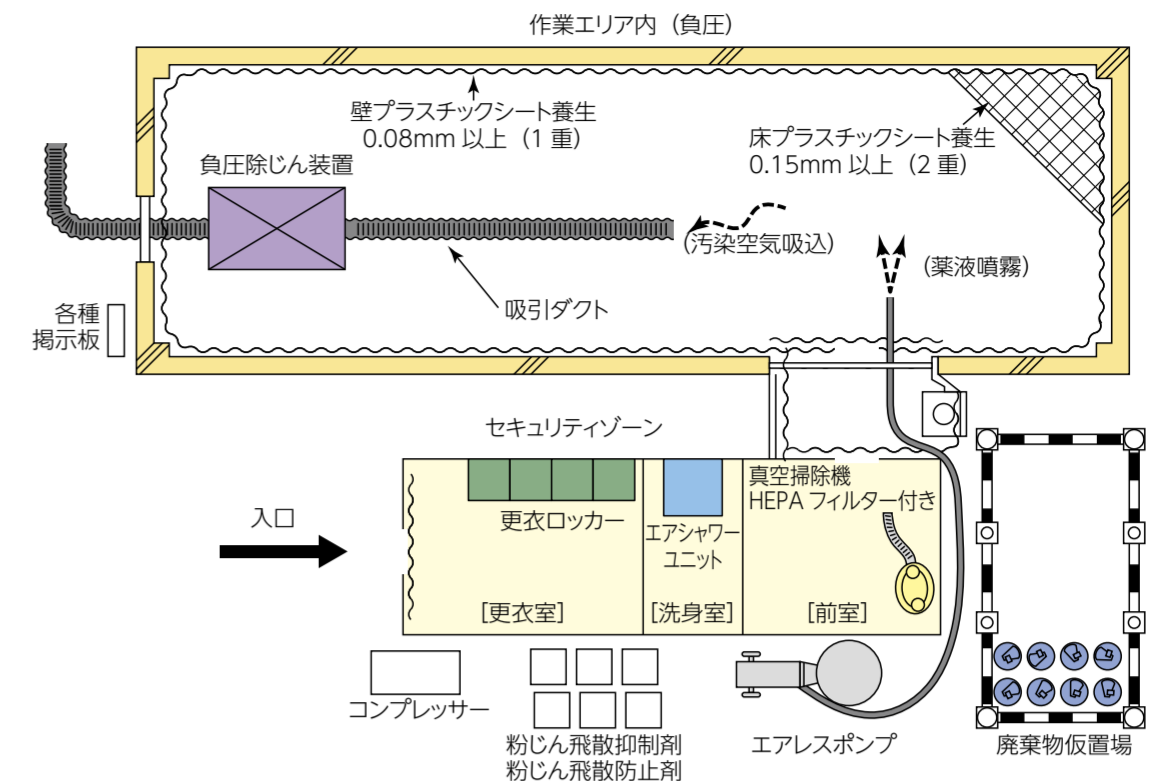 作業エリア内（負圧）
壁プラスチックシート養生
0.08mm 以上（1 重）
床プラスチックシート養生
0.15mm 以上（2 重）
負圧除じん装置
（汚染空気吸込）
（薬液噴霧）
吸引ダクト
各種
掲示板
セキュリティゾーン
入口
更衣ロッカー
エアシャワー
ユニット
真空掃除機
HEPA フィルター付き
［更衣室］
［洗身室］
［前室］
コンプレッサー
粉じん飛散抑制剤
粉じん飛散防止剤
エアレスポンプ
廃棄物仮置場